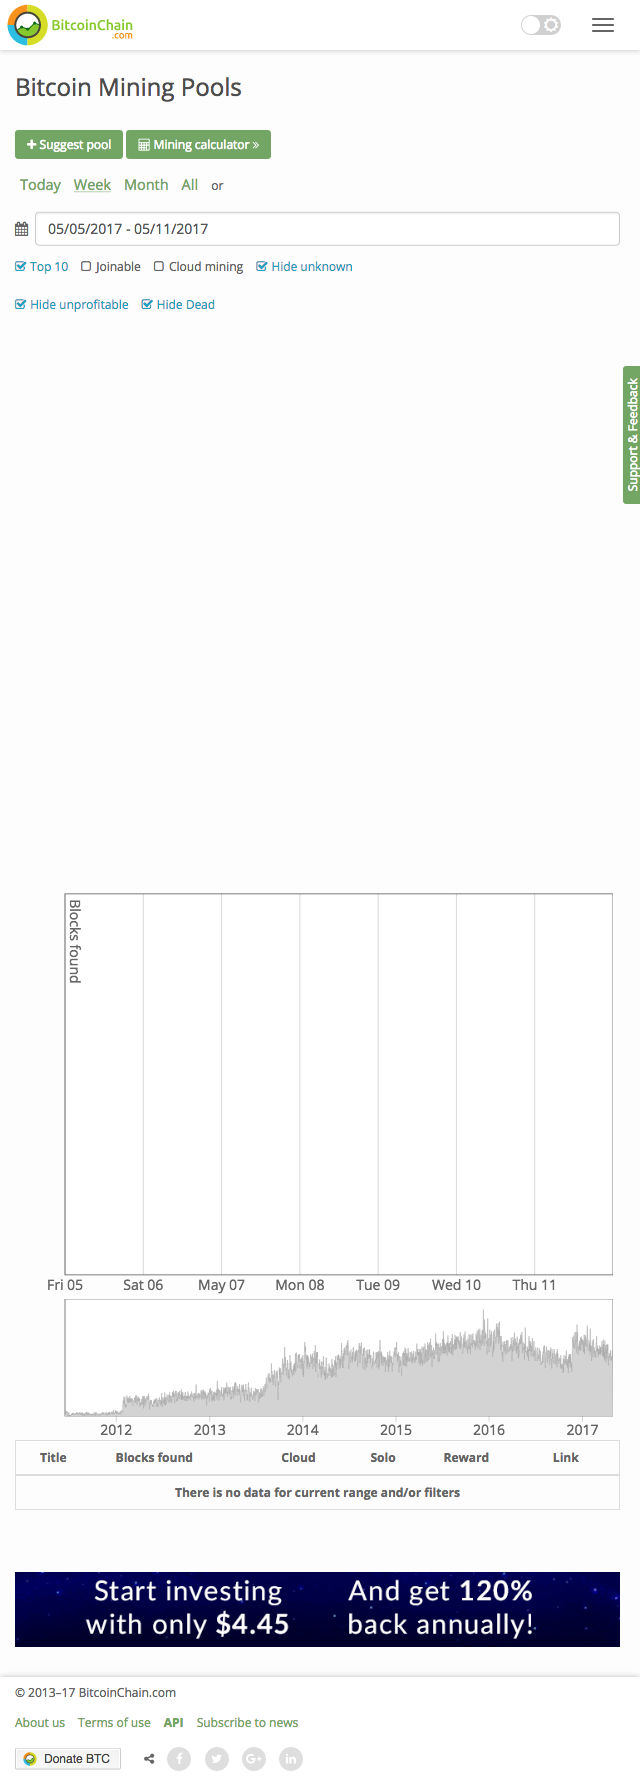 BitcoinChain
.com
Bitcoin Mining Pools
Suggest pool
Mining calculator »
Today Week Month All or
05/05/2017 - 05/11/2017
Top 10 Joinable Cloud mining Hide unknown
Hide unprofitable Hide Dead
Support & Feedback
Blocks found
Fri 05 Sat 06 May 07 Mon 08 Tue 09 Wed 10 Thu 11
2012 2013 2014 2015 2016 2017
Title Blocks found Cloud Solo Reward Link
There is no data for current range and/or filters
Start investing
with only $4.45
And get 120%
back annually!
© 2013–17 BitcoinChain.com
About us Terms of use API Subscribe to news
Donate BTC